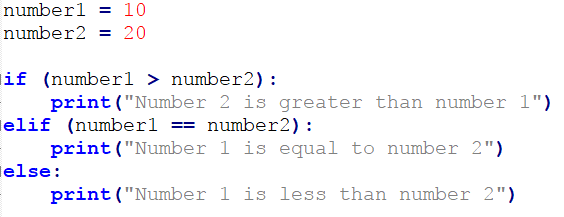 number1 = 10
number2 = 20
if (number1 > number2):
print("Number 2 is greater than number 1")
elif (number1 == number2):
print("Number 1 is equal to number 2")
else:
print("Number 1 is less than number 2")